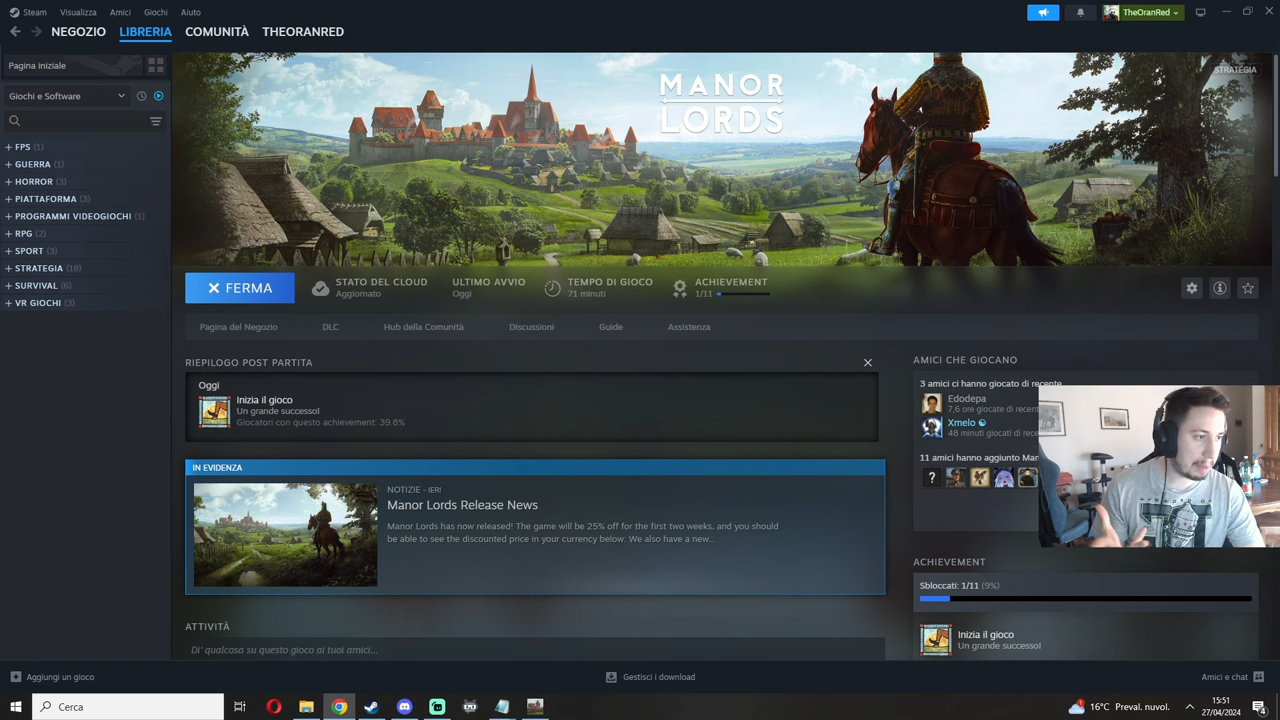 Steam Visualizza Amici Giochi Aiuto
TheOranRed
NEGOZIO LIBRERIA COMUNITÀ THEORANRED
Pagina iniziale
Giochi e Software
FPS (1)
GUERRA (1)
HORROR (3)
PIATTAFORMA (3)
PROGRAMMI VIDEOGIOCHI (1)
RPG (2)
SPORT (3)
STRATEGIA (18)
SURVIVAL (6)
VR GIOCHI (3)
MANOR
LORDS
STRATEGIA
FERMA
STATO DEL CLOUD
Aggiornato
ULTIMO AVVIO
Oggi
TEMPO DI GIOCO
71 minuti
ACHIEVEMENT
1/11
Pagina del Negozio DLC Hub della Comunità Discussioni Guide Assistenza
RIEPILOGO POST PARTITA
Oggi
Inizia il gioco
Un grande successo!
Giocatori con questo achievement: 39.8%
IN EVIDENZA
NOTIZIE - IERI
Manor Lords Release News
Manor Lords has now released! The game will be 25% off for the first two weeks, and you should
be able to see the discounted price in your currency below: We also have a new...
ATTIVITÀ
Di' qualcosa su questo gioco ai tuoi amici...
AMICI CHE GIOCANO
3 amici ci hanno giocato di recente
Edodepa
7,6 ore giocate di recen
Xmelo
48 minuti giocati di rece
11 amici hanno aggiunto Man
ACHIEVEMENT
Sbloccati: 1/11 (9%)
Inizia il gioco
Un grande successo!
Aggiungi un gioco
Gestisci i download
Amici e chat
Cerca
16°C Preval. nuvol.
15:51
27/04/2024